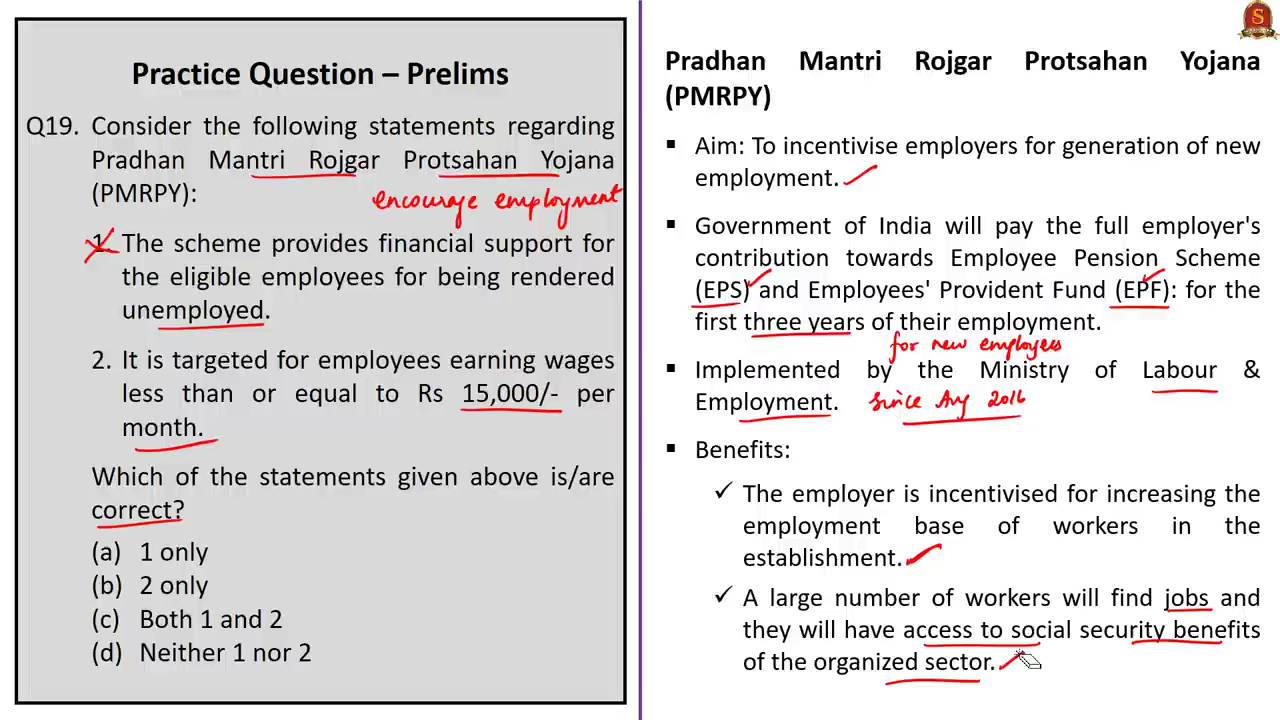 Practice Question – Prelims
Q19. Consider the following statements regarding
Pradhan Mantri Rojgar Protsahan Yojana
(PMRPY):
encourage employment
1. The scheme provides financial support for
the eligible employees for being rendered
unemployed.
2. It is targeted for employees earning wages
less than or equal to Rs 15,000/- per
month.
Which of the statements given above is/are
correct?
(a) 1 only
(b) 2 only
(c) Both 1 and 2
(d) Neither 1 nor 2
Pradhan Mantri Rojgar Protsahan Yojana
(PMRPY)
▪ Aim: To incentivise employers for generation of new
employment.
▪ Government of India will pay the full employer's
contribution towards Employee Pension Scheme
(EPS) and Employees' Provident Fund (EPF): for the
first three years of their employment.
for new employees
▪ Implemented by the Ministry of Labour &
Employment. Since Aug 2016
▪ Benefits:
✓ The employer is incentivised for increasing the
employment base of workers in the
establishment.
✓ A large number of workers will find jobs and
they will have access to social security benefits
of the organized sector.